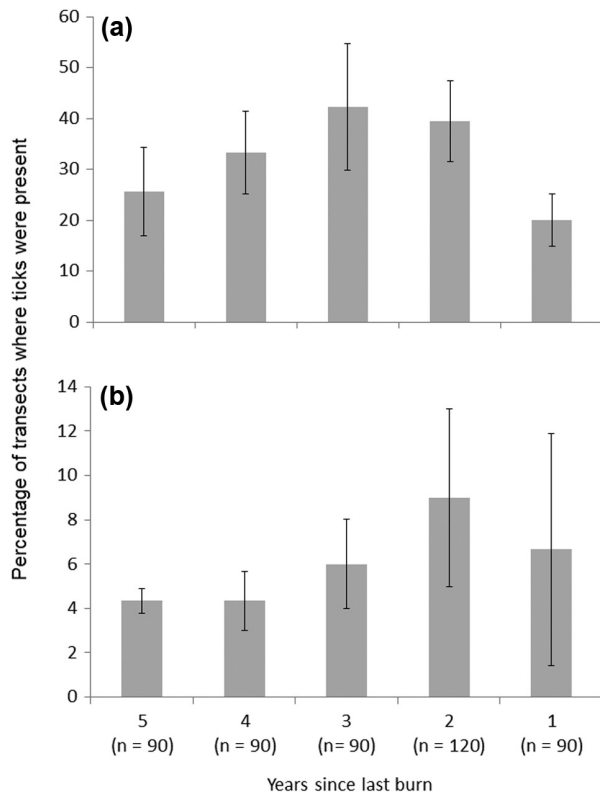 (a)
60
50
40
30
20
10
0
Percentage of transects where ticks were present
(b)
14
12
10
8
6
4
2
0
5 4 3 2 1
(n = 90) (n = 90) (n = 90) (n = 120) (n = 90)
Years since last burn